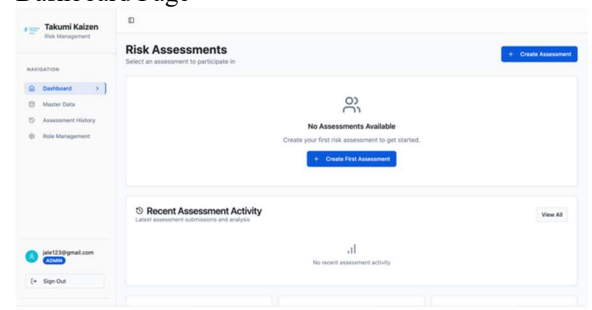 Dashboard Page
Takumi Kaizen
Risk Management
NAVIGATION
Dashboard
Master Data
Assessment History
Role Management
jale123@gmail.com
ADMIN
Sign Out
Risk Assessments
Select an assessment to participate in
+ Create Assessment
No Assessments Available
Create your first risk assessment to get started.
+ Create First Assessment
Recent Assessment Activity
Latest assessment submissions and analysis
View All
No recent assessment activity